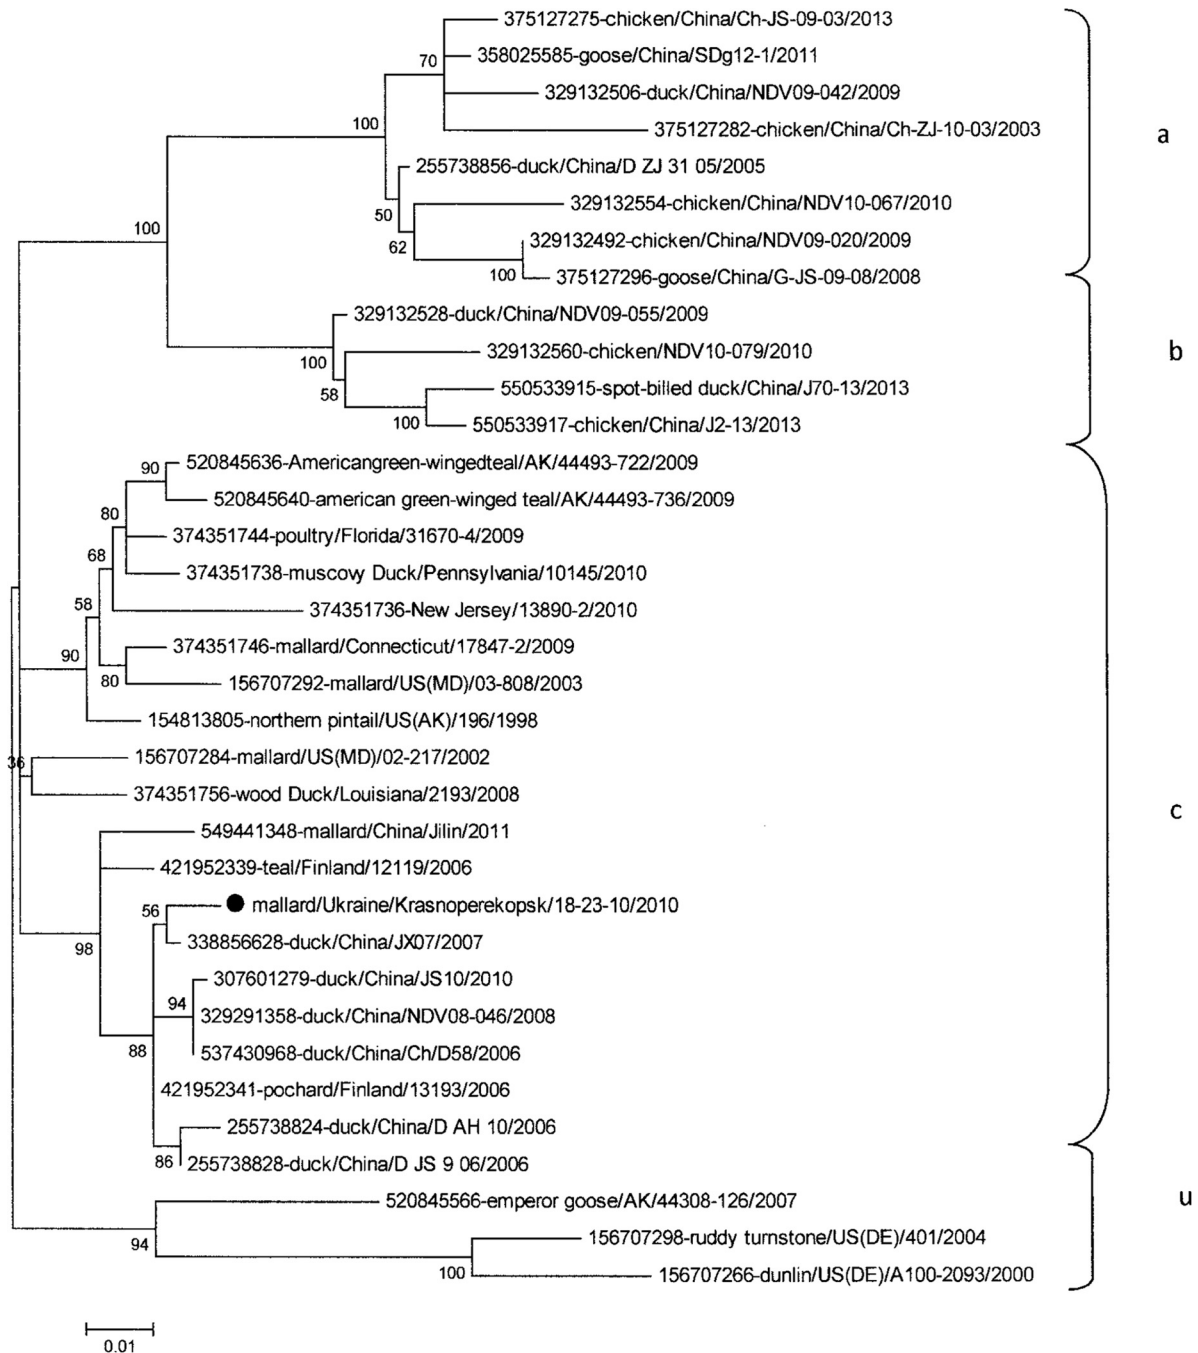 375127275-chicken/China/Ch-JS-09-03/2013
70
358025585-goose/China/SDg12-1/2011
329132506-duck/China/NDV09-042/2009
100
375127282-chicken/China/Ch-ZJ-10-03/2003
a
255738856-duck/China/D ZJ 31 05/2005
50
329132554-chicken/China/NDV10-067/2010
100
62
329132492-chicken/China/NDV09-020/2009
100
375127296-goose/China/G-JS-09-08/2008
329132528-duck/China/NDV09-055/2009
100
329132560-chicken/NDV10-079/2010
b
58
550533915-spot-billed duck/China/J70-13/2013
100
550533917-chicken/China/J2-13/2013
90
520845636-Americangreen-wingedteal/AK/44493-722/2009
520845640-american green-winged teal/AK/44493-736/2009
80
374351744-poultry/Florida/31670-4/2009
68
374351738-muscovy Duck/Pennsylvania/10145/2010
58
374351736-New Jersey/13890-2/2010
90
374351746-mallard/Connecticut/17847-2/2009
80
156707292-mallard/US(MD)/03-808/2003
154813805-northern pintail/US(AK)/196/1998
36
156707284-mallard/US(MD)/02-217/2002
374351756-wood Duck/Louisiana/2193/2008
c
549441348-mallard/China/Jilin/2011
421952339-teal/Finland/12119/2006
56
mallard/Ukraine/Krasnoperekopsk/18-23-10/2010
98
338856628-duck/China/JX07/2007
307601279-duck/China/JS10/2010
94
329291358-duck/China/NDV08-046/2008
88
537430968-duck/China/Ch/D58/2006
421952341-pochard/Finland/13193/2006
255738824-duck/China/D AH 10/2006
86
255738828-duck/China/D JS 9 06/2006
520845566-emperor goose/AK/44308-126/2007
u
94
156707298-ruddy turnstone/US(DE)/401/2004
100
156707266-dunlin/US(DE)/A100-2093/2000
0.01